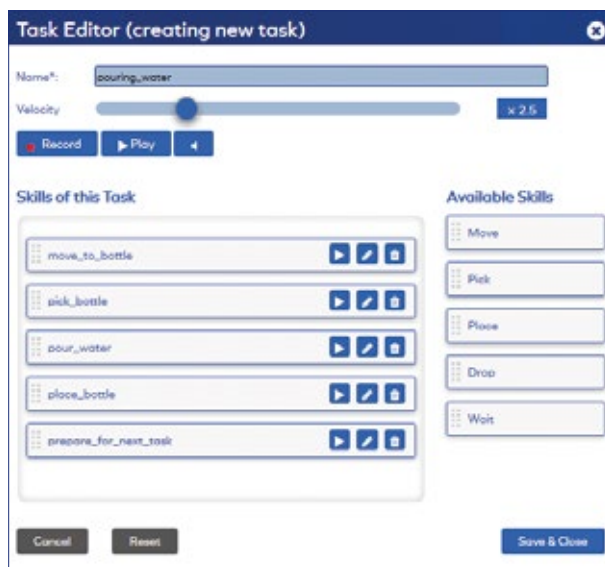 Task Editor (creating new task)
Name*: pouring_water
Velocity x 2.5
Record Play
Skills of this Task
move_to_bottle
pick_bottle
pour_water
place_bottle
prepare_for_next_task
Available Skills
Move
Pick
Place
Drop
Wait
Cancel Reset Save & Close